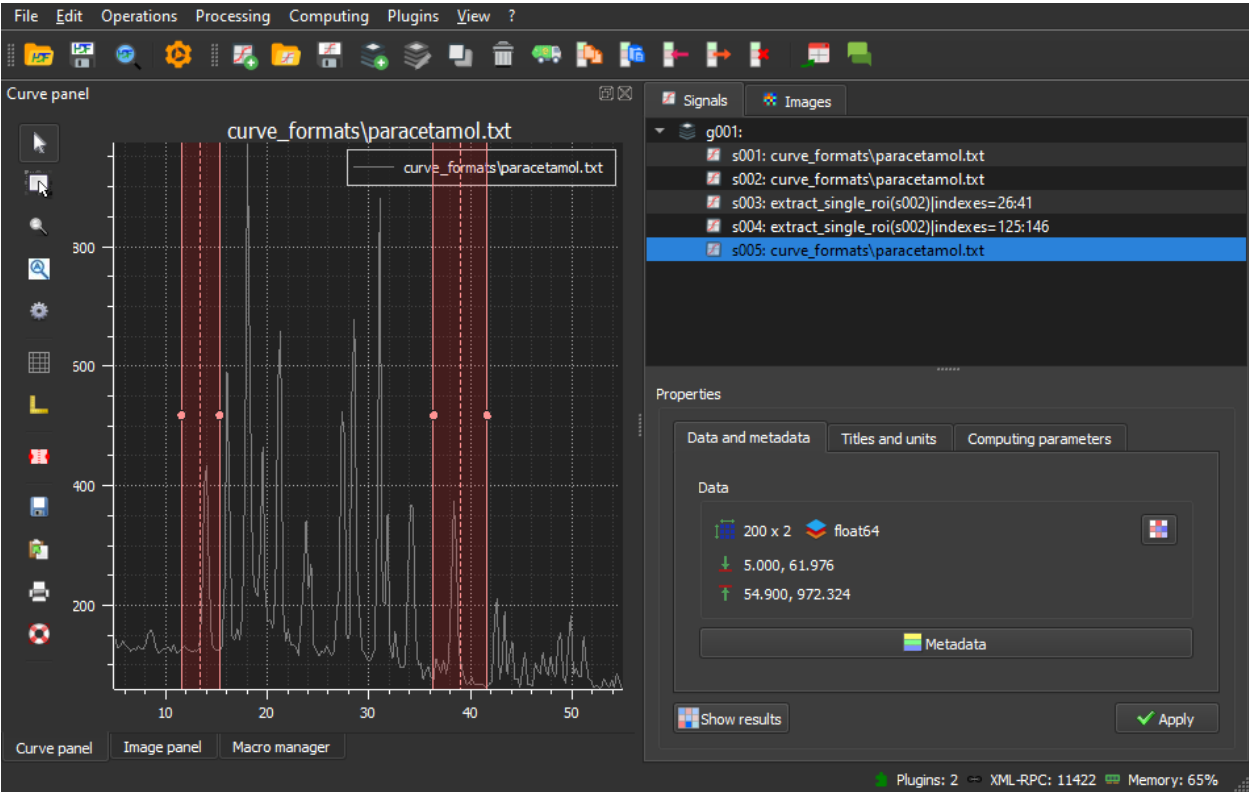 File Edit Operations Processing Computing Plugins View ?
Curve panel
curve_formats\paracetamol.txt
curve_formats\paracetamol.txt
800
600
400
200
10 20 30 40 50
Curve panel Image panel Macro manager
Signals Images
g001:
s001: curve_formats\paracetamol.txt
s002: curve_formats\paracetamol.txt
s003: extract_single_roi(s002)|indexes=26:41
s004: extract_single_roi(s002)|indexes=125:146
s005: curve_formats\paracetamol.txt
Properties
Data and metadata Titles and units Computing parameters
Data
200 x 2 float64
5.000, 61.976
54.900, 972.324
Metadata
Show results Apply
Plugins: 2 XML-RPC: 11422 Memory: 65%